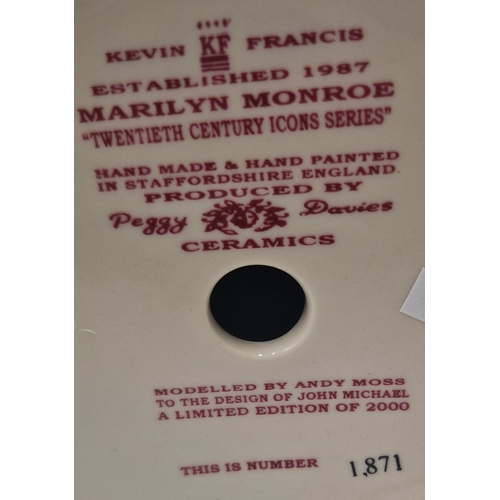 KEVIN KF FRANCIS
ESTABLISHED 1987
MARILYN MONROE
"TWENTIETH CENTURY ICONS SERIES"
HAND MADE & HAND PAINTED
IN STAFFORDSHIRE ENGLAND
PRODUCED BY
Peggy Davies
CERAMICS
MODELLED BY ANDY MOSS
TO THE DESIGN OF JOHN MICHAEL
A LIMITED EDITION OF 2000
THIS IS NUMBER 1,871